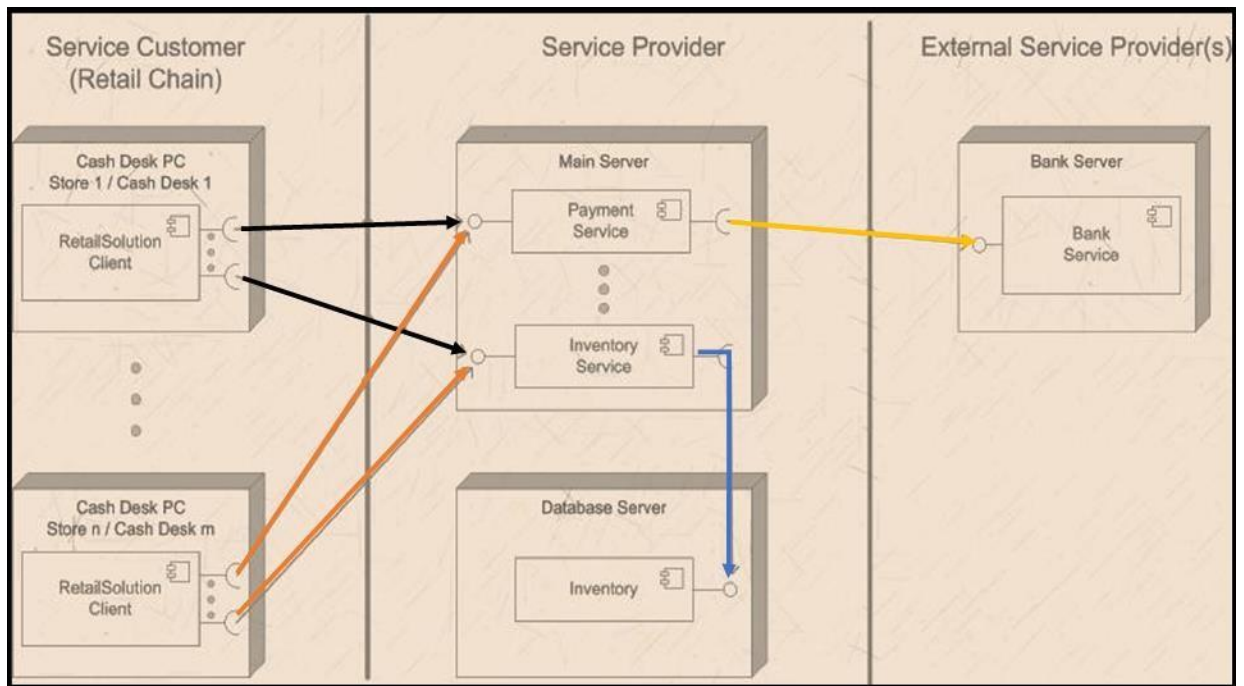 Service Customer
(Retail Chain)
Service Provider
External Service Provider(s)
Cash Desk PC
Store 1 / Cash Desk 1
RetailSolution
Client
Main Server
Payment
Service
Inventory
Service
Bank Server
Bank
Service
Cash Desk PC
Store n / Cash Desk m
RetailSolution
Client
Database Server
Inventory